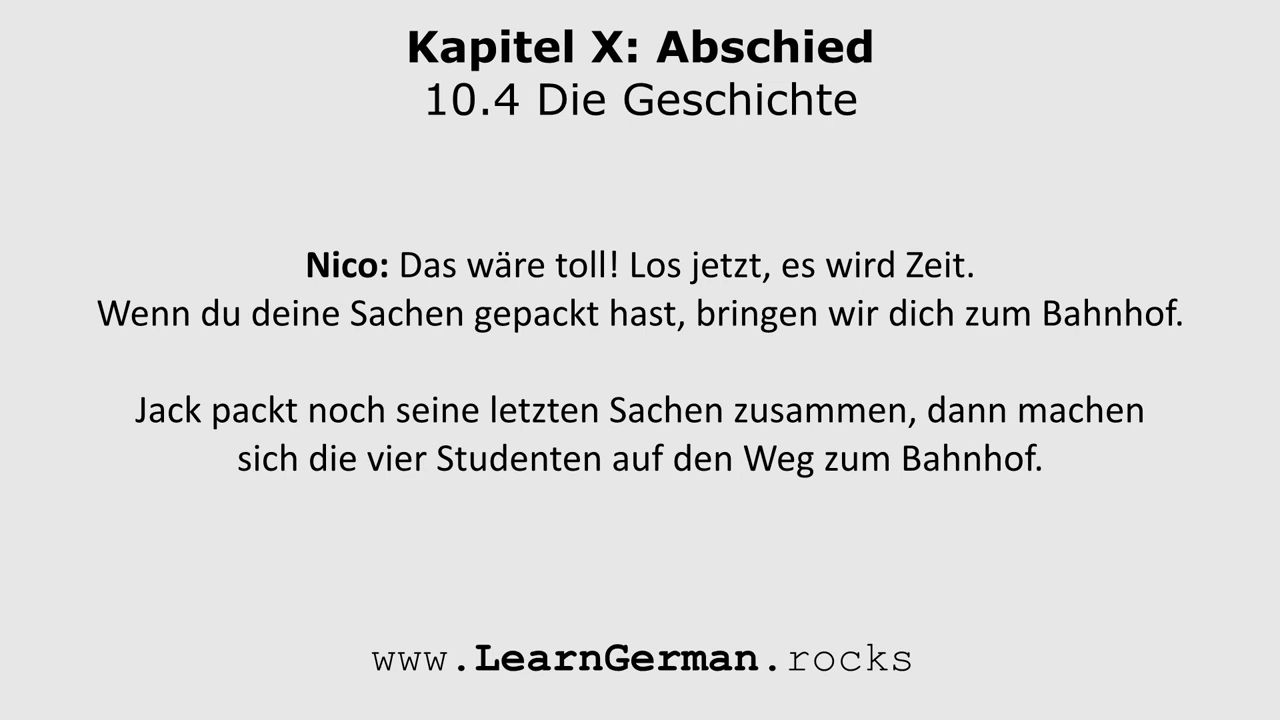 Kapitel X: Abschied
10.4 Die Geschichte
Nico: Das wäre toll! Los jetzt, es wird Zeit.
Wenn du deine Sachen gepackt hast, bringen wir dich zum Bahnhof.
Jack packt noch seine letzten Sachen zusammen, dann machen
sich die vier Studenten auf den Weg zum Bahnhof.
www.LearnGerman.rocks